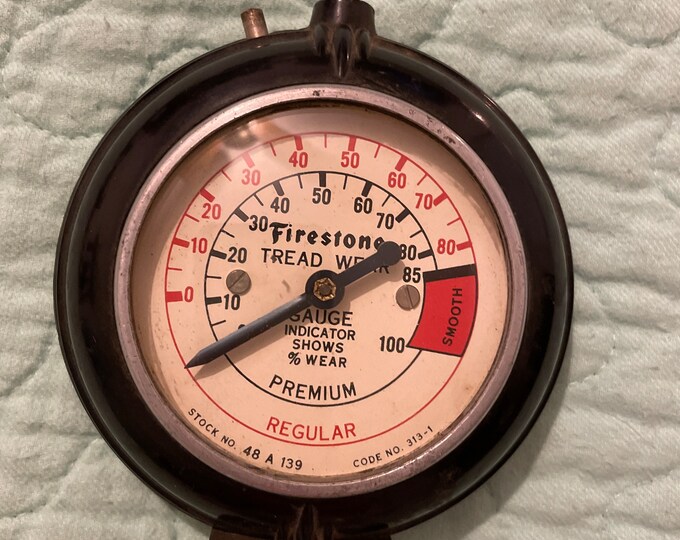 0 10 20 30 40 50 60 70 80
10 20 30 40 50 60 70 80 85 100
Firestone
TREAD WEAR
GAUGE
INDICATOR
SHOWS
% WEAR
SMOOTH
PREMIUM
REGULAR
STOCK NO. 48 A 139 CODE NO. 313-1